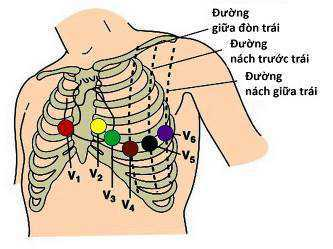 Đường
giữa đòn trái
Đường
nách trước trái
Đường
nách giữa trái
V6
V5
V1
V2
V3
V4